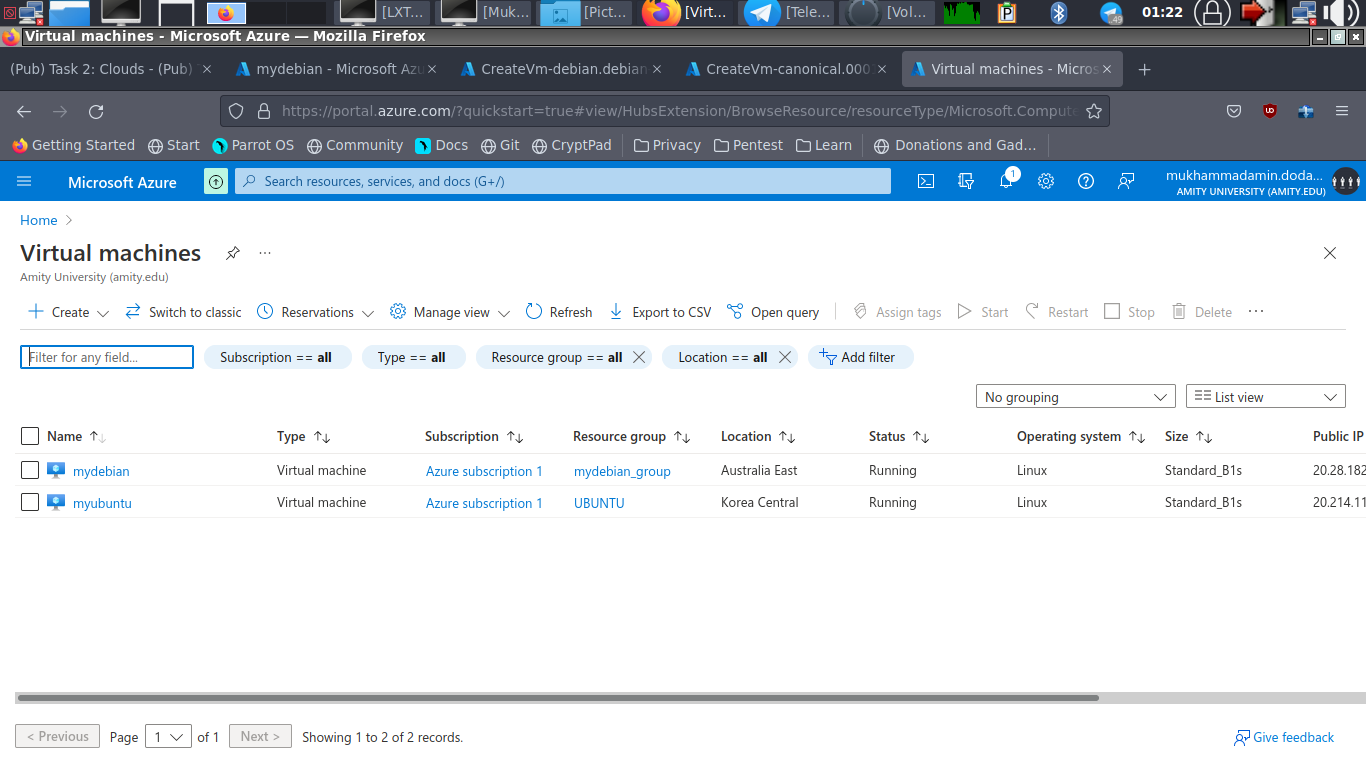 [LXT... [Muk... [Pict... [Virt... [Tele... [Vol... P .49 01:22
Virtual machines - Microsoft Azure — Mozilla Firefox
(Pub) Task 2: Clouds - (Pub) mydebian - Microsoft Azu CreateVm-debian.debian CreateVm-canonical.000 Virtual machines - Micros
https://portal.azure.com/?quickstart=true#view/HubsExtension/BrowseResource/resourceType/Microsoft.Compute
Getting Started Start Parrot OS Community Docs Git CryptPad Privacy Pentest Learn Donations and Gad...
Microsoft Azure Search resources, services, and docs (G+/) 1 mukhammadamin.doda...
AMITY UNIVERSITY (AMITY.EDU)
Home
Virtual machines ...
Amity University (amity.edu)
Create Switch to classic Reservations Manage view Refresh Export to CSV Open query Assign tags Start Restart Stop Delete ...
Filter for any field... Subscription == all Type == all Resource group == all Location == all Add filter
No grouping List view
Name Type Subscription Resource group Location Status Operating system Size Public IP
mydebian Virtual machine Azure subscription 1 mydebian_group Australia East Running Linux Standard_B1s 20.28.182
myubuntu Virtual machine Azure subscription 1 UBUNTU Korea Central Running Linux Standard_B1s 20.214.11
< Previous Page 1 of 1 Next > Showing 1 to 2 of 2 records. Give feedback